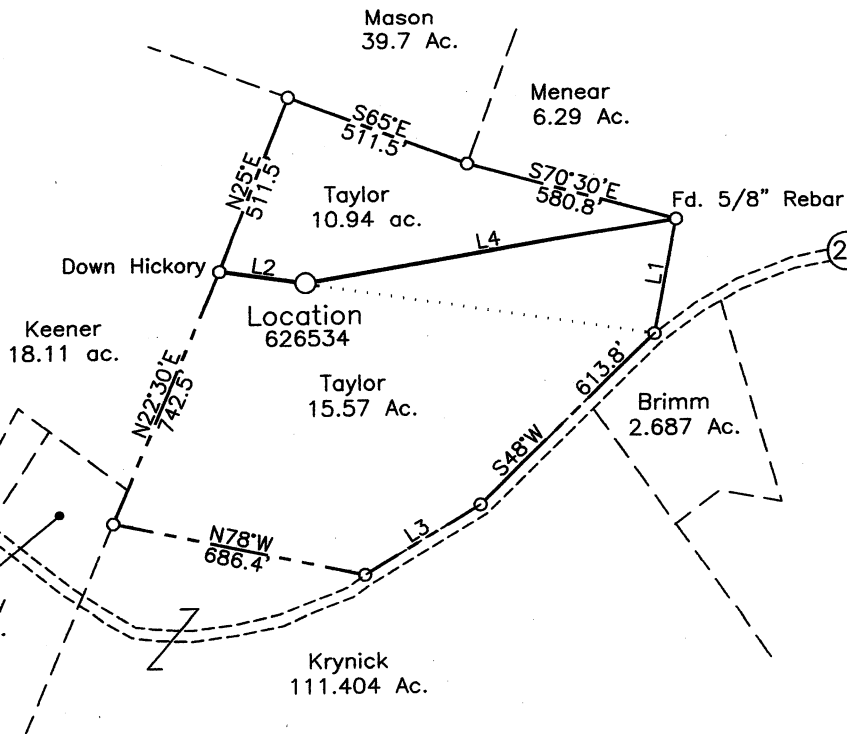 Mason
39.7 Ac.
Menear
6.29 Ac.
S65°E
511.5'
S70°30'E
580.8'
N25°E
511.5'
Taylor
10.94 ac.
Fd. 5/8" Rebar
L4
L1
2
Down Hickory
L2
Location
626534
Keener
18.11 ac.
N22°30'E
742.5'
Taylor
15.57 Ac.
613.8'
S48°W
Brimm
2.687 Ac.
N78°W
686.4'
L3
Krynick
111.404 Ac.